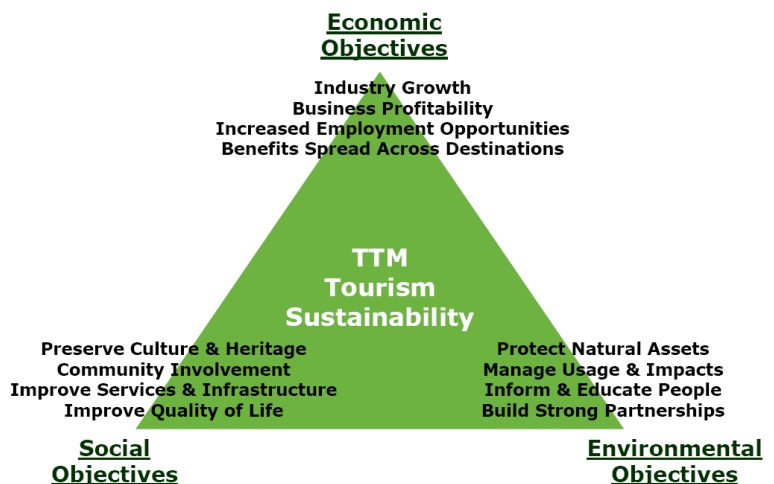 Economic
Objectives
Industry Growth
Business Profitability
Increased Employment Opportunities
Benefits Spread Across Destinations
TTM
Tourism
Sustainability
Preserve Culture & Heritage
Community Involvement
Improve Services & Infrastructure
Improve Quality of Life
Protect Natural Assets
Manage Usage & Impacts
Inform & Educate People
Build Strong Partnerships
Social
Objectives
Environmental
Objectives